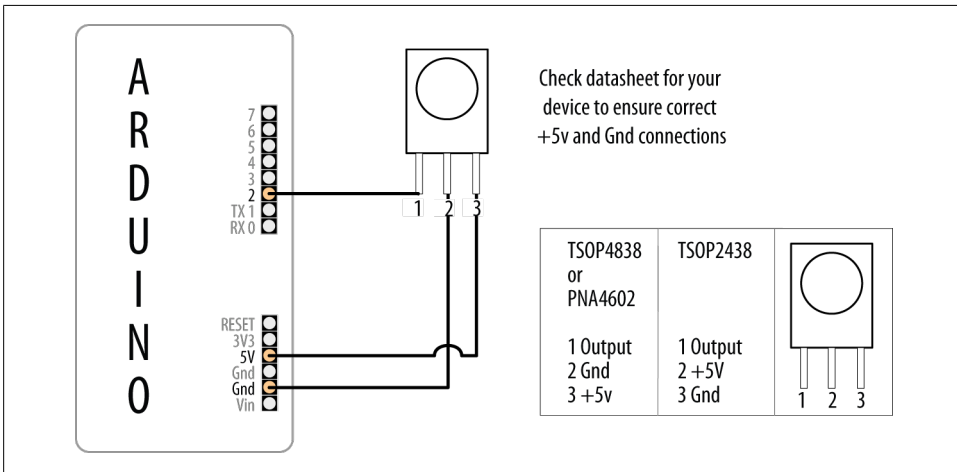 ARDUINO
7
6
5
4
3
2
TX 1
RX 0
RESET
3V3
5V
Gnd
Gnd
Vin
1 2 3
Check datasheet for your
device to ensure correct
+5v and Gnd connections
TSOP4838
or
PNA4602
1 Output
2 Gnd
3 +5v
TSOP2438
1 Output
2 +5V
3 Gnd
1 2 3